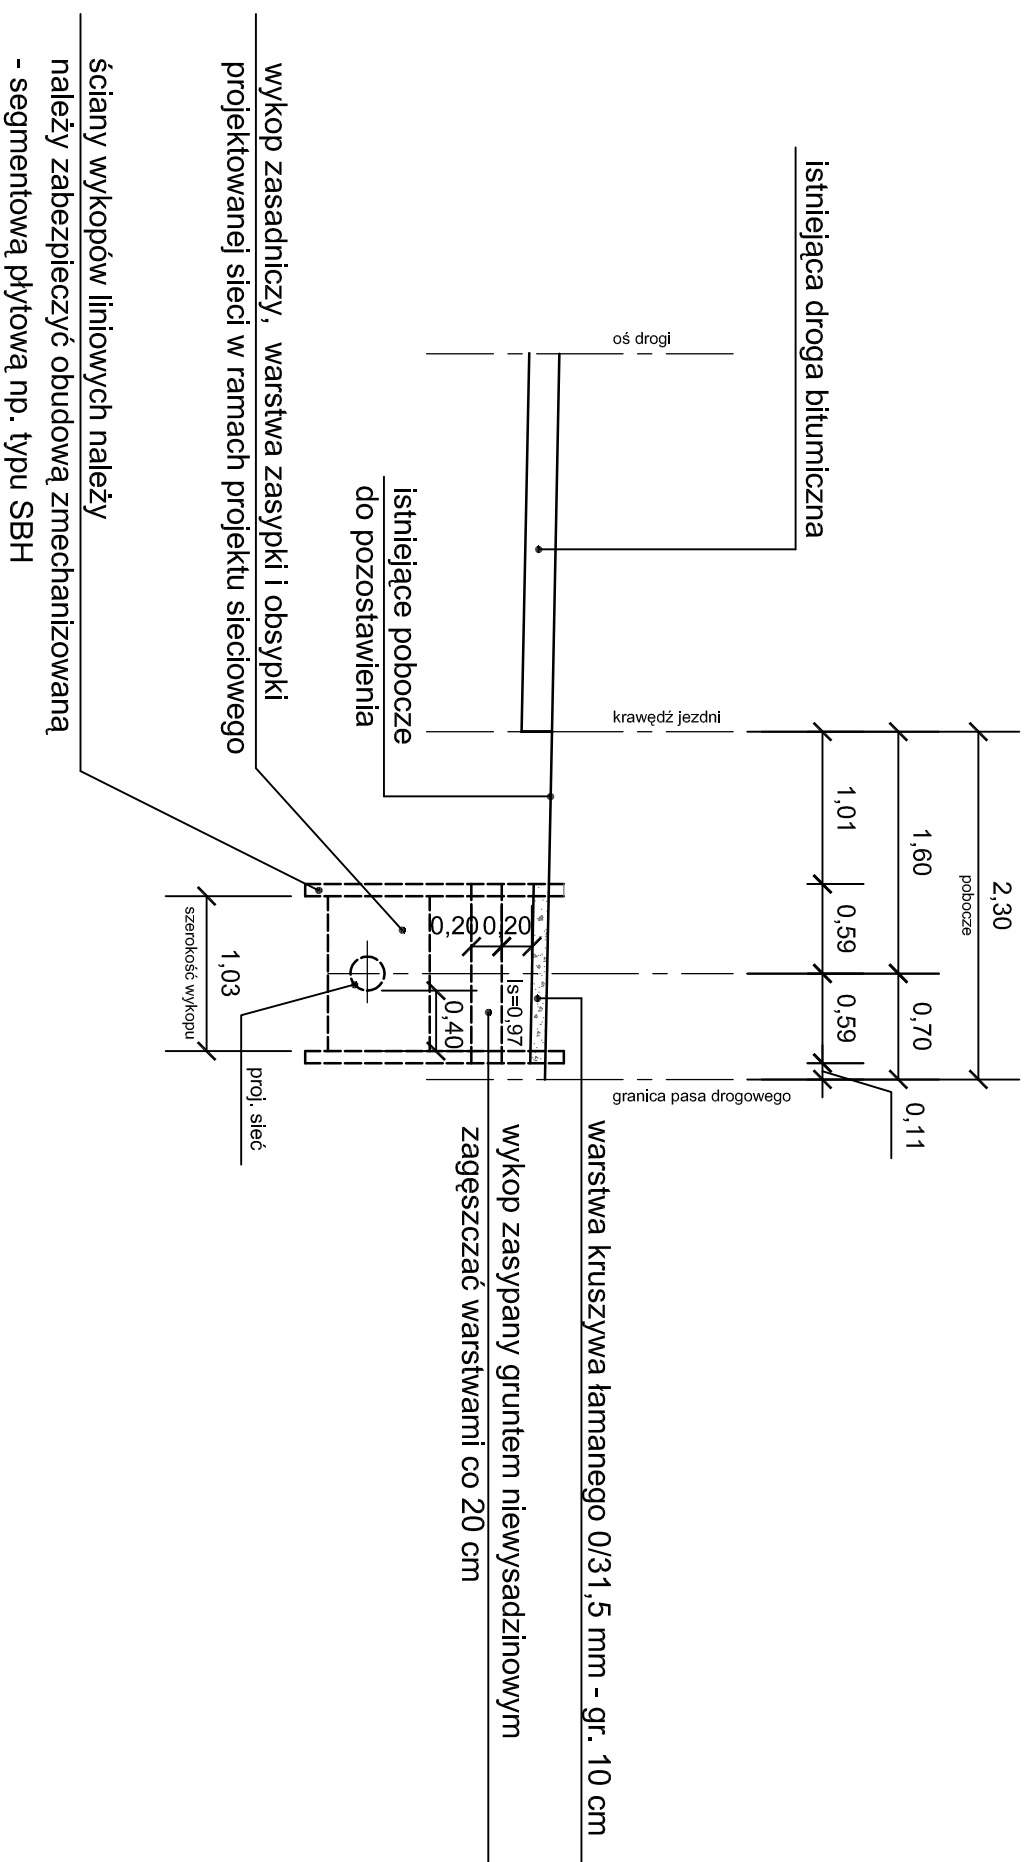 2,30
pobocze
1,60
0,70
1,01
0,59
0,59
0,11
istniejąca droga bitumiczna
oś drogi
krawędź jezdni
granica pasa drogowego
warstwa kruszywa łamanego 0/31,5 mm - gr. 10 cm
wykop zasypany gruntem niewysadzinowym
zagęszczać warstwami co 20 cm
istniejące pobocze
do pozostawienia
Is=0,97
0,20
0,20
0,40
wykop zasadniczy, warstwa zasypki i obsypki
projektowanej sieci w ramach projektu sieciowego
proj. sieć
1,03
szerokość wykopu
ściany wykopów liniowych należy
należy zabezpieczyć obudową zmechanizowaną
- segmentową płytową np. typu SBH